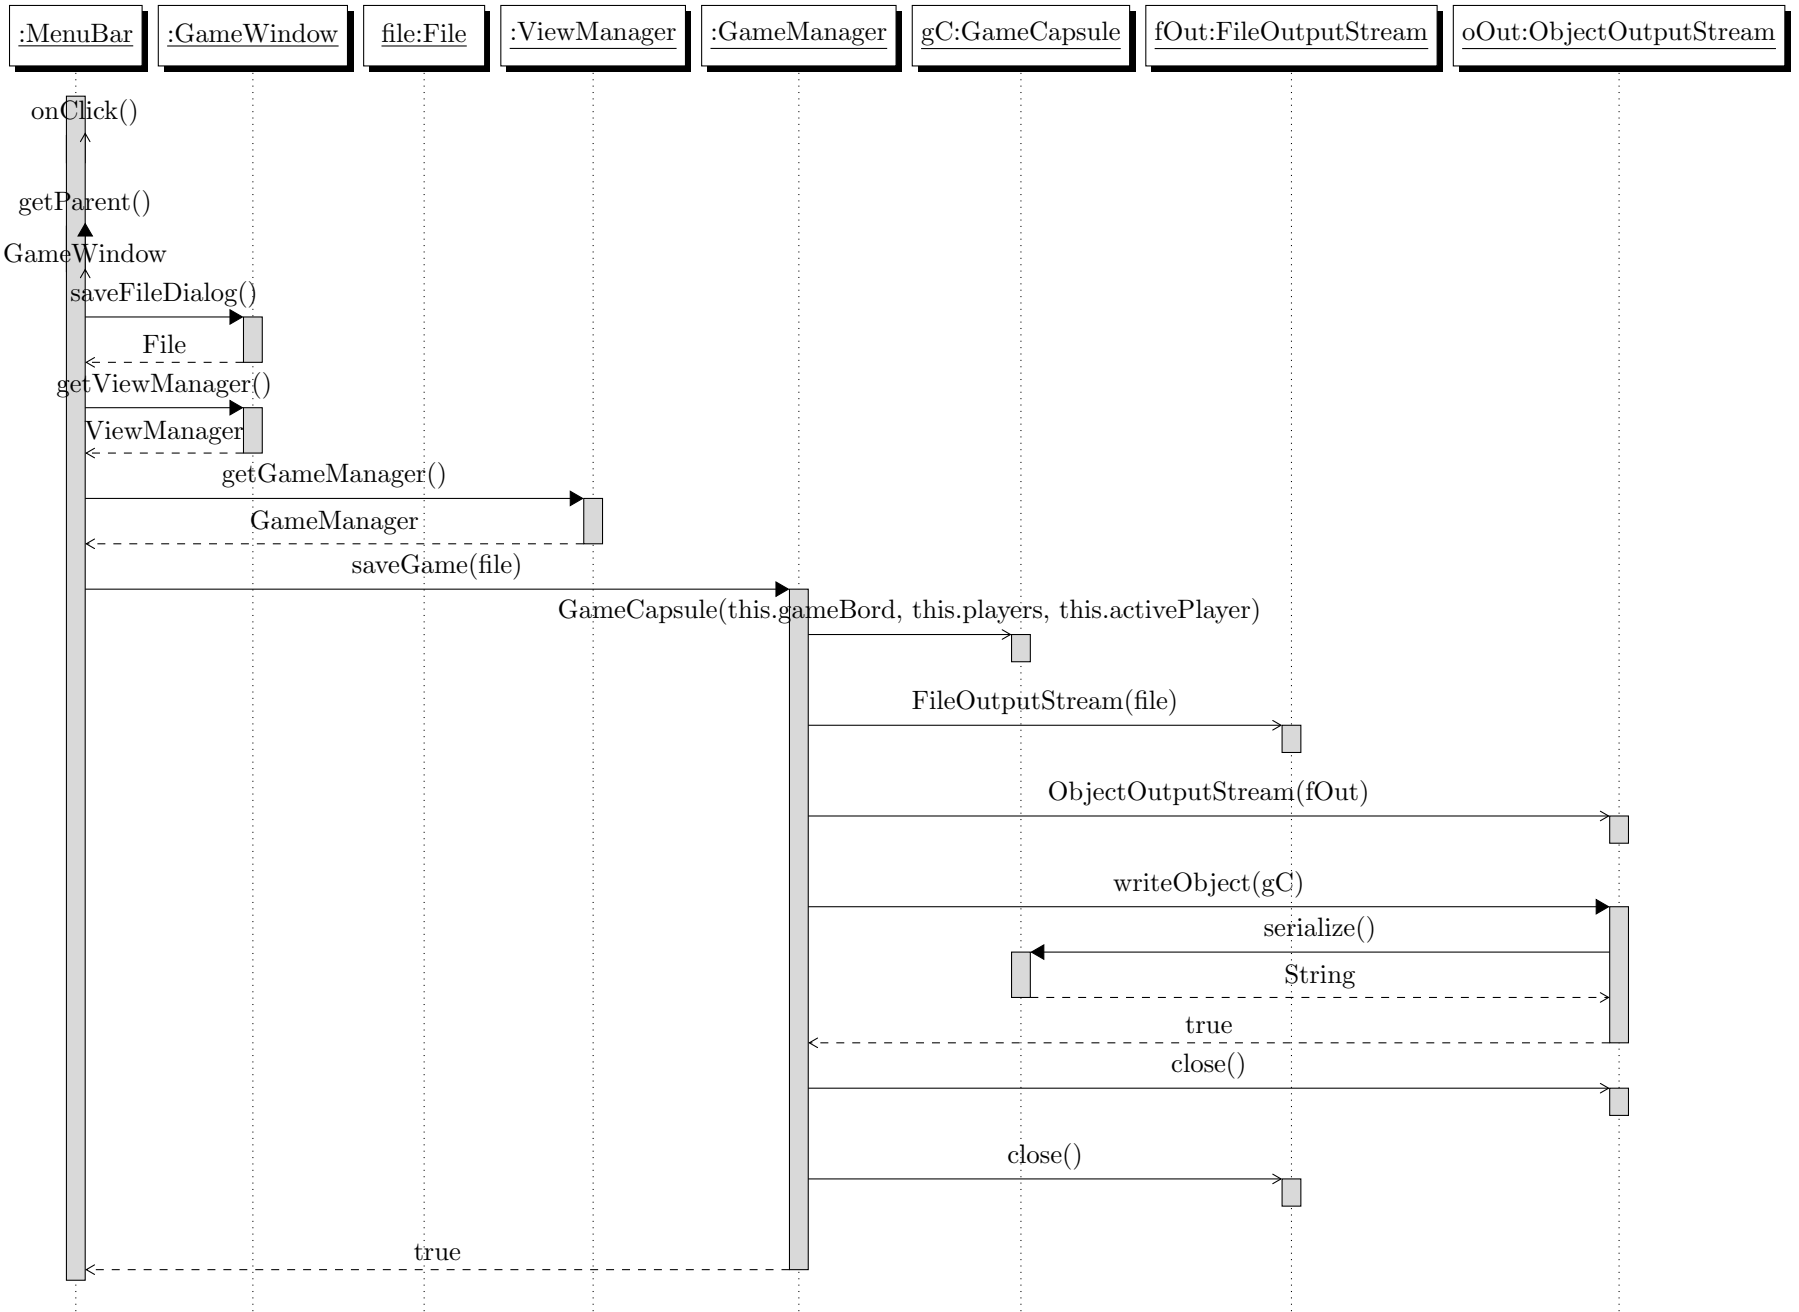 :MenuBar
:GameWindow
file:File
:ViewManager
:GameManager
gC:GameCapsule
fOut:FileOutputStream
oOut:ObjectOutputStream
onClick()
getParent()
GameWindow
saveFileDialog()
File
getViewManager()
ViewManager
getGameManager()
GameManager
saveGame(file)
GameCapsule(this.gameBord, this.players, this.activePlayer)
FileOutputStream(file)
ObjectOutputStream(fOut)
writeObject(gC)
serialize()
String
true
close()
close()
true